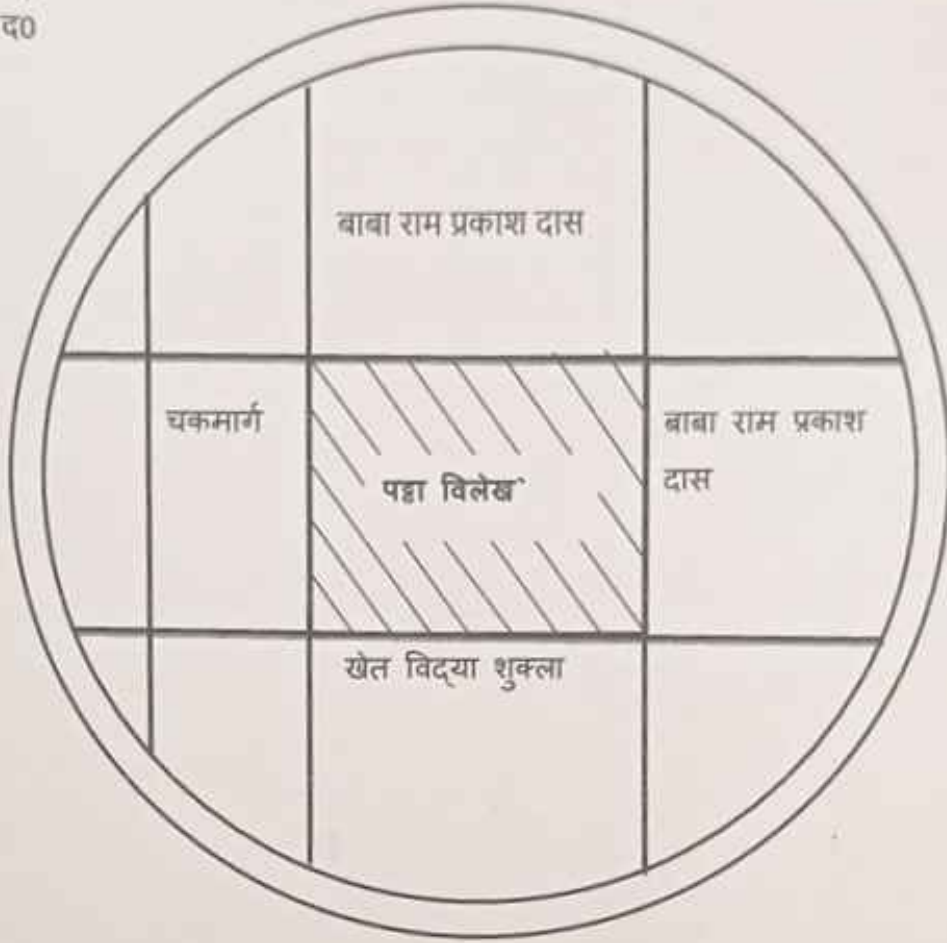 द0
बाबा राम प्रकाश दास
चकमार्ग
बाबा राम प्रकाश
दास
पट्टा विलेख`
खेत विद्‌या शुक्ला